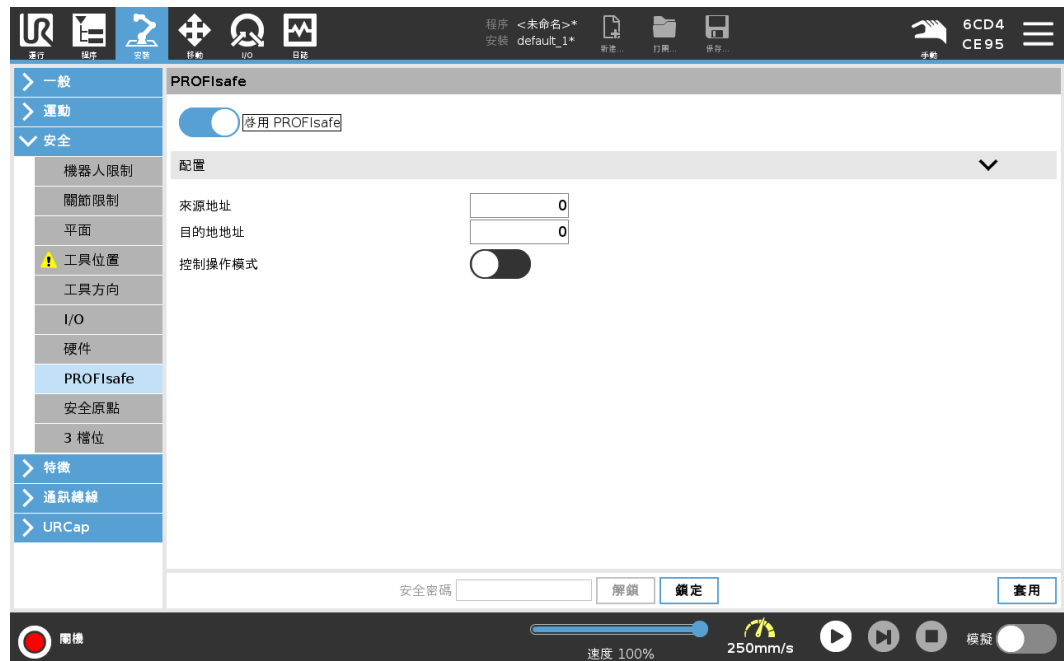 運行
程序
安裝
移動
I/O
日誌
程序 <未命名>*
安裝 default_1*
新建...
打開...
保存...
手動
6CD4
CE95
一般
運動
安全
機器人限制
關節限制
平面
工具位置
工具方向
I/O
硬件
PROFIsafe
安全原點
3 檔位
特徵
通訊總線
URCap
PROFIsafe
啓用 PROFIsafe
配置
來源地址 0
目的地地址 0
控制操作模式
安全密碼
解鎖
鎖定
套用
關機
速度 100%
250mm/s
模擬